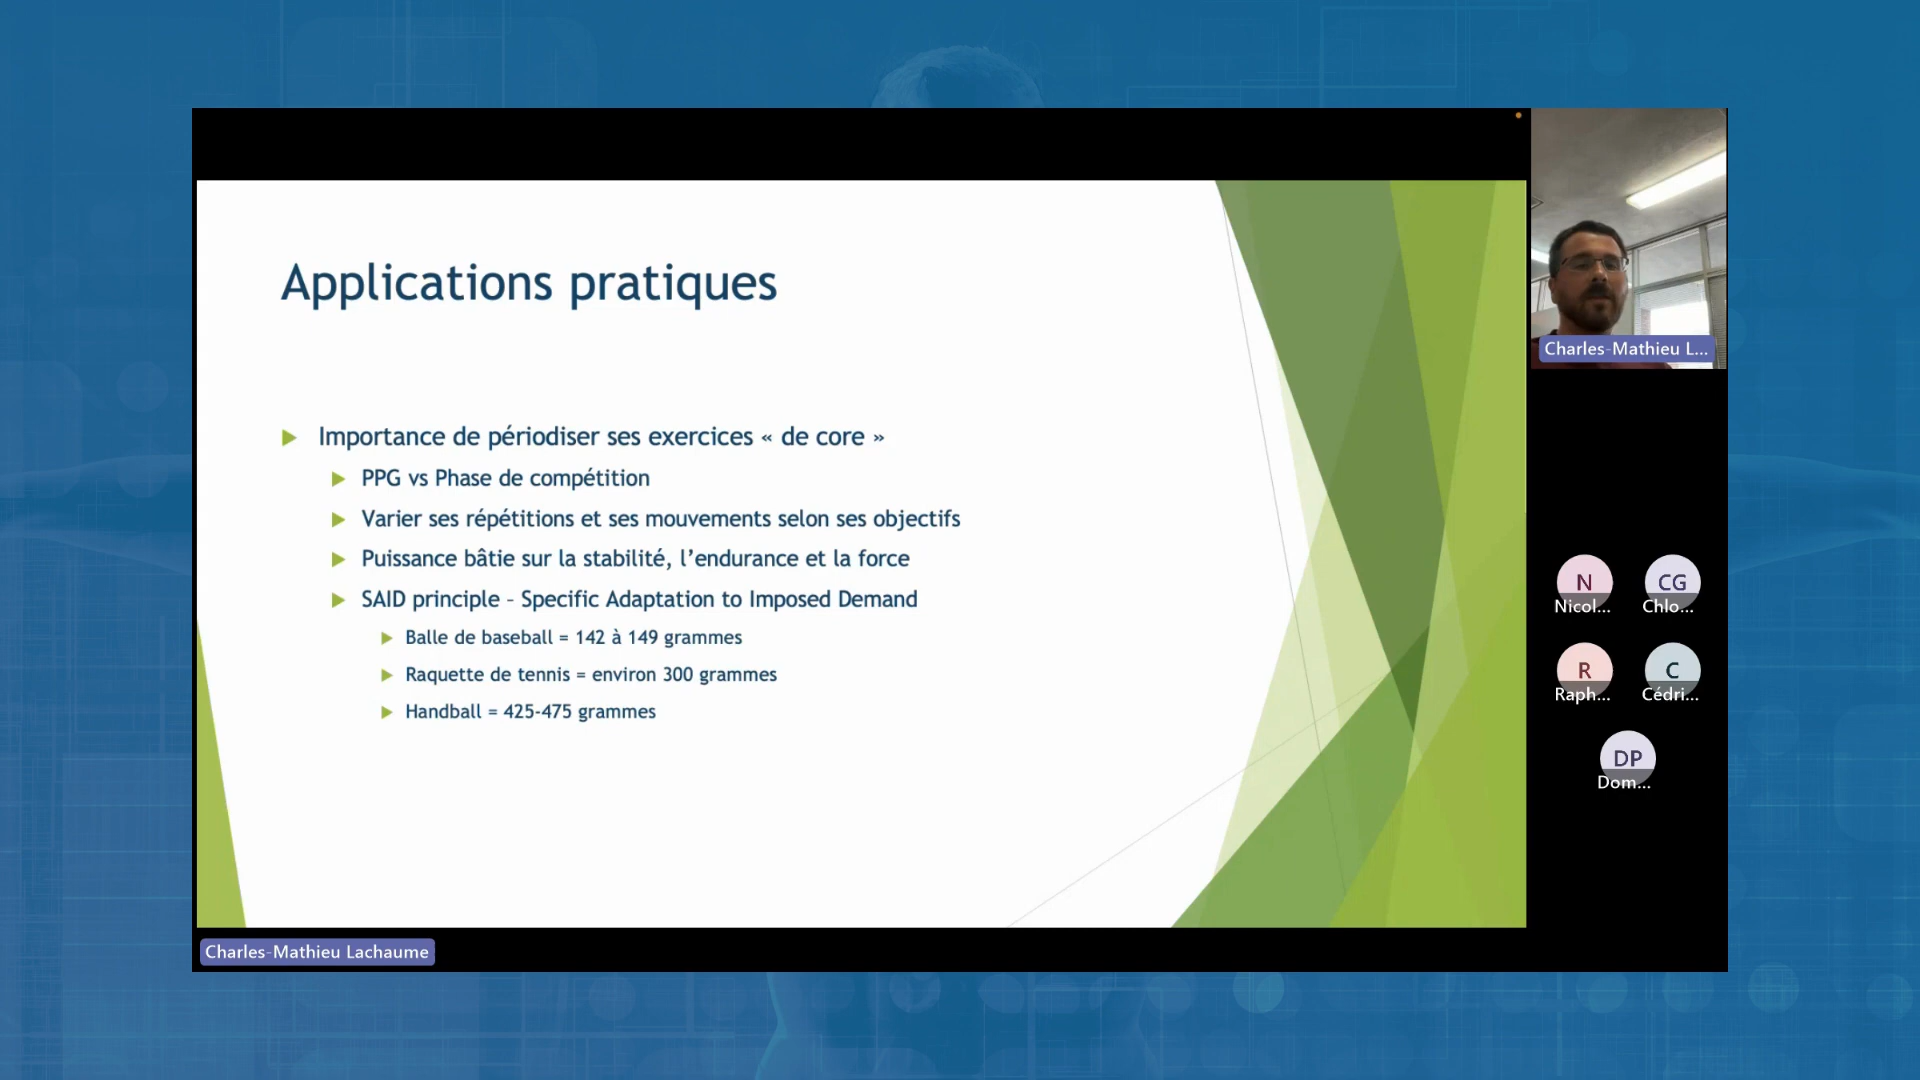 Applications pratiques
Importance de périodiser ses exercices « de core »
PPG vs Phase de compétition
Varier ses répétitions et ses mouvements selon ses objectifs
Puissance bâtie sur la stabilité, l’endurance et la force
SAID principle – Specific Adaptation to Imposed Demand
Balle de baseball = 142 à 149 grammes
Raquette de tennis = environ 300 grammes
Handball = 425-475 grammes
Charles-Mathieu Lachaume
Charles-Mathieu L...
N
Nicol...
CG
Chlo...
R
Raph...
C
Cédri...
DP
Dom...